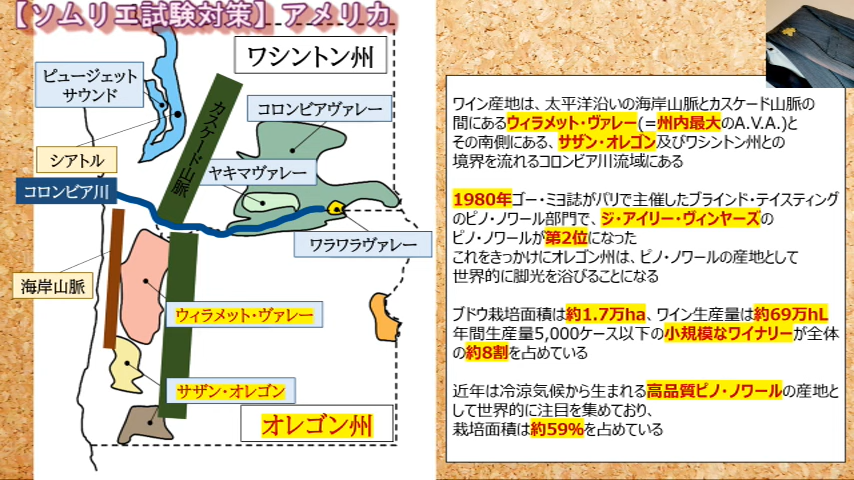 【ソムリエ試験対策】アメリカ
ワシントン州
ピュージェット
サウンド
コロンビアヴァレー
カスケード山脈
シアトル
ヤキマヴァレー
コロンビア川
ワラワラヴァレー
海岸山脈
ウィラメット・ヴァレー
サザン・オレゴン
オレゴン州
ワイン産地は、太平洋沿いの海岸山脈とカスケード山脈の
間にあるウィラメット・ヴァレー(=州内最大のA.V.A.)と
その南側にある、サザン・オレゴン及びワシントン州との
境界を流れるコロンビア川流域にある
1980年ゴー・ミヨ誌がパリで主催したブラインド・テイスティング
のピノ・ノワール部門で、ジ・アイリー・ヴィンヤーズの
ピノ・ノワールが第2位になった
これをきっかけにオレゴン州は、ピノ・ノワールの産地として
世界的に脚光を浴びることになる
ブドウ栽培面積は約1.7万ha、ワイン生産量は約69万hL
年間生産量5,000ケース以下の小規模なワイナリーが全体
の約8割を占めている
近年は冷涼気候から生まれる高品質ピノ・ノワールの産地と
して世界的に注目を集めており、
栽培面積は約59%を占めている